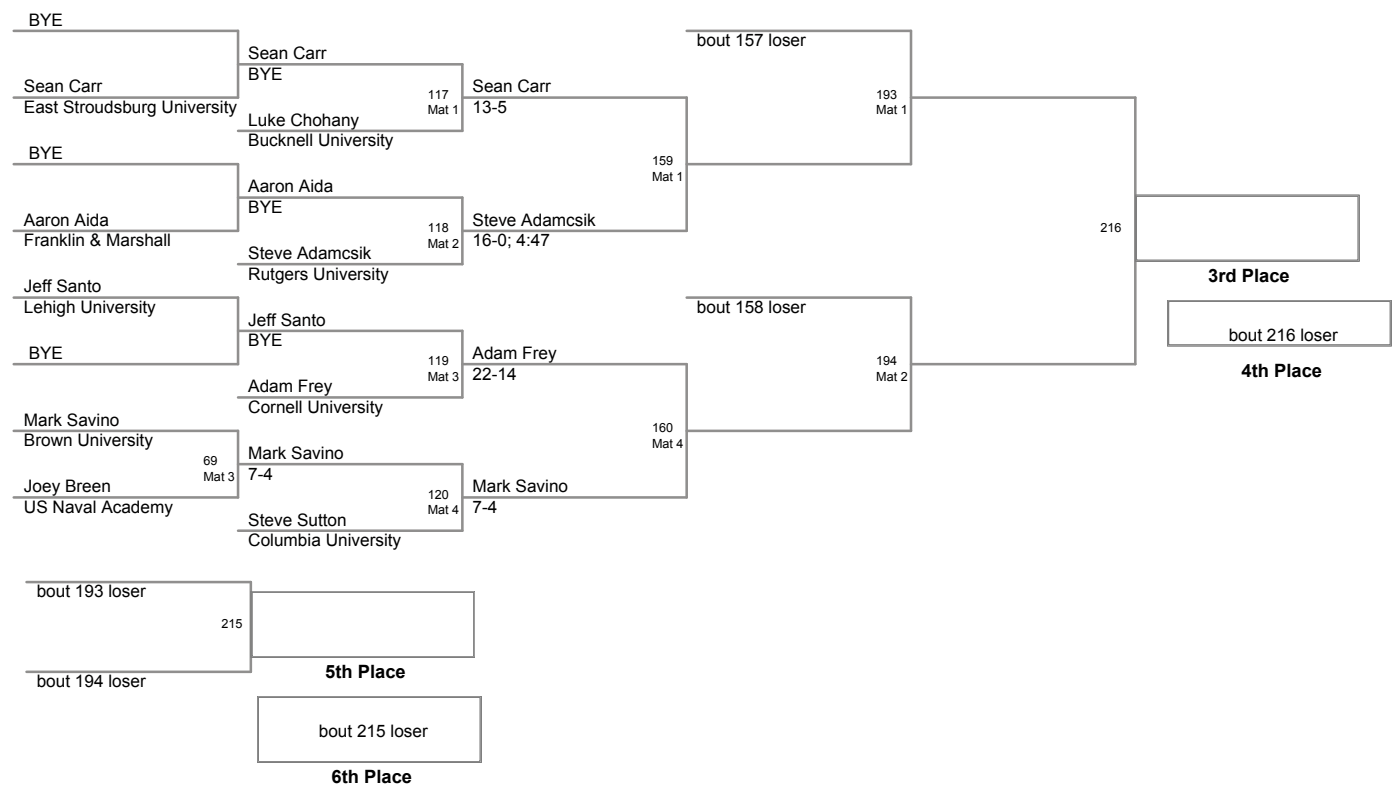 BYE
Sean Carr
East Stroudsburg University
BYE
Aaron Aida
Franklin & Marshall
Jeff Santo
Lehigh University
BYE
Mark Savino
Brown University
69
Mat 3
Joey Breen
US Naval Academy
Sean Carr
BYE
117
Mat 1
Luke Chohany
Bucknell University
Aaron Aida
BYE
118
Mat 2
Steve Adamcsik
Rutgers University
Jeff Santo
BYE
119
Mat 3
Adam Frey
Cornell University
Mark Savino
7-4
120
Mat 4
Steve Sutton
Columbia University
Sean Carr
13-5
159
Mat 1
Steve Adamcsik
16-0; 4:47
Adam Frey
22-14
160
Mat 4
Mark Savino
7-4
bout 157 loser
193
Mat 1
bout 158 loser
194
Mat 2
216
3rd Place
bout 216 loser
4th Place
bout 193 loser
215
bout 194 loser
5th Place
bout 215 loser
6th Place